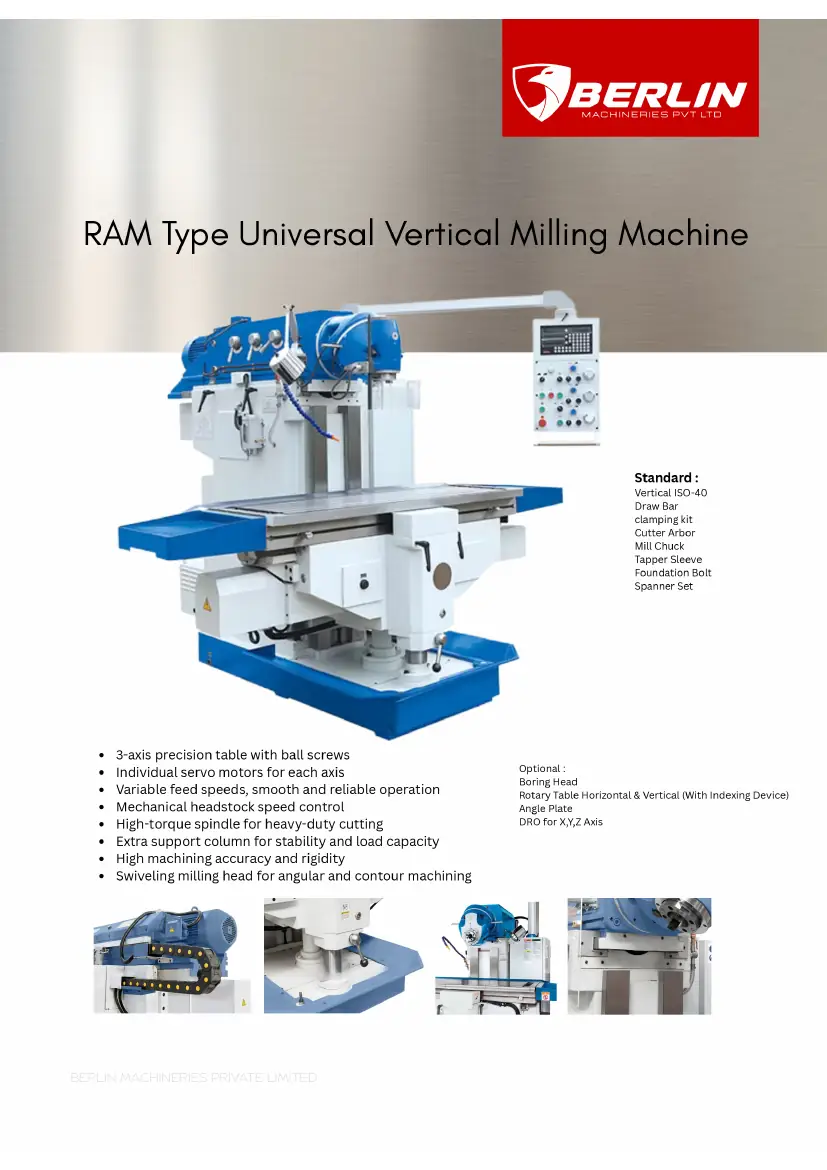 BERLIN
MACHINERIES PVT LTD
RAM Type Universal Vertical Milling Machine
Standard :
Vertical ISO-40
Draw Bar
clamping kit
Cutter Arbor
Mill Chuck
Tapper Sleeve
Foundation Bolt
Spanner Set
• 3-axis precision table with ball screws
• Individual servo motors for each axis
• Variable feed speeds, smooth and reliable operation
• Mechanical headstock speed control
• High-torque spindle for heavy-duty cutting
• Extra support column for stability and load capacity
• High machining accuracy and rigidity
• Swiveling milling head for angular and contour machining
Optional :
Boring Head
Rotary Table Horizontal & Vertical (With Indexing Device)
Angle Plate
DRO for X,Y,Z Axis
BERLIN MACHINERIES PRIVATE LIMITED